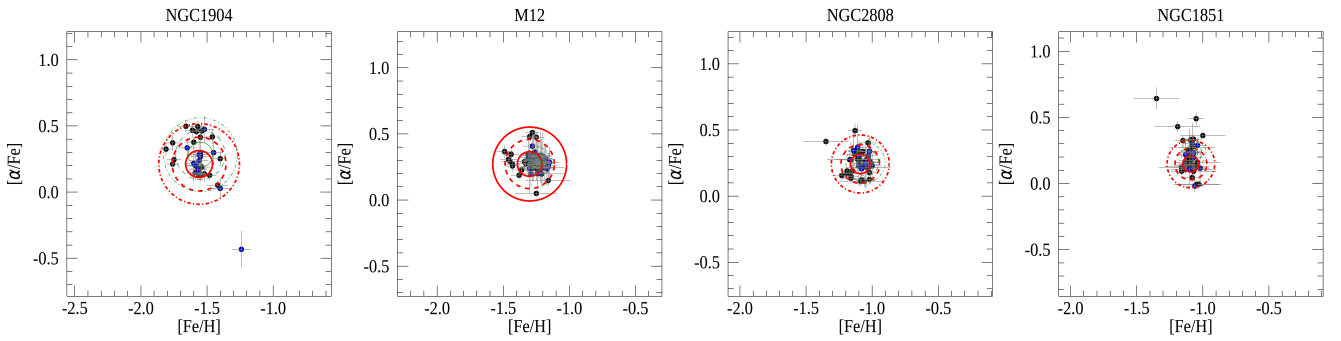 NGC1904 M12 NGC2808 NGC1851
1.0 1.0 1.0 1.0
0.5 0.5 0.5 0.5
[α/Fe] [α/Fe] [α/Fe] [α/Fe]
0.0 0.0 0.0 0.0
-0.5 -0.5 -0.5 -0.5
-2.5 -2.0 -1.5 -1.0 -2.0 -1.5 -1.0 -0.5 -2.0 -1.5 -1.0 -0.5 -2.0 -1.5 -1.0 -0.5
[Fe/H] [Fe/H] [Fe/H] [Fe/H]